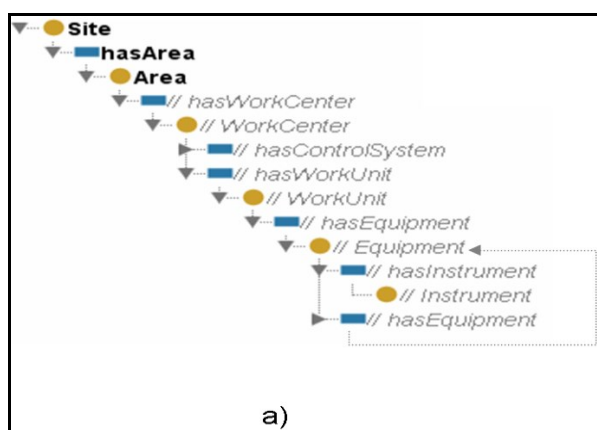 Site
hasArea
Area
// hasWorkCenter
// WorkCenter
// hasControlSystem
// hasWorkUnit
// WorkUnit
// hasEquipment
// Equipment
// hasInstrument
// Instrument
// hasEquipment
a)